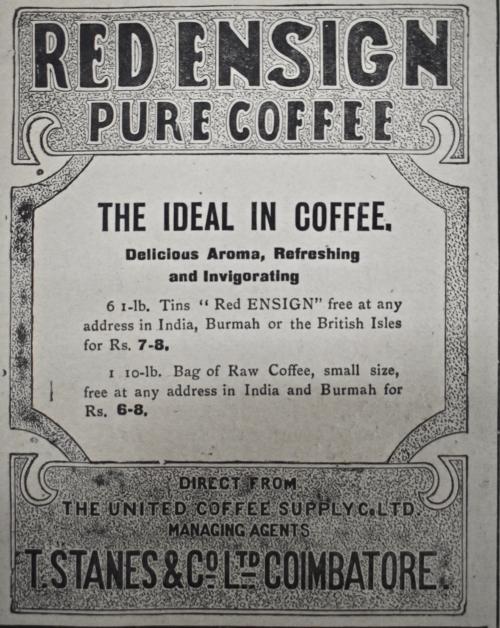 RED ENSIGN
PURE COFFEE
THE IDEAL IN COFFEE.
Delicious Aroma, Refreshing
and Invigorating
6 1-lb. Tins "Red ENSIGN" free at any
address in India, Burmah or the British Isles
for Rs. 7-8.
1 10-lb. Bag of Raw Coffee, small size,
free at any address in India and Burmah for
Rs. 6-8.
DIRECT FROM
THE UNITED COFFEE SUPPLY Co. LTD.
MANAGING AGENTS
T. STANES & Co. LTD COIMBATORE.